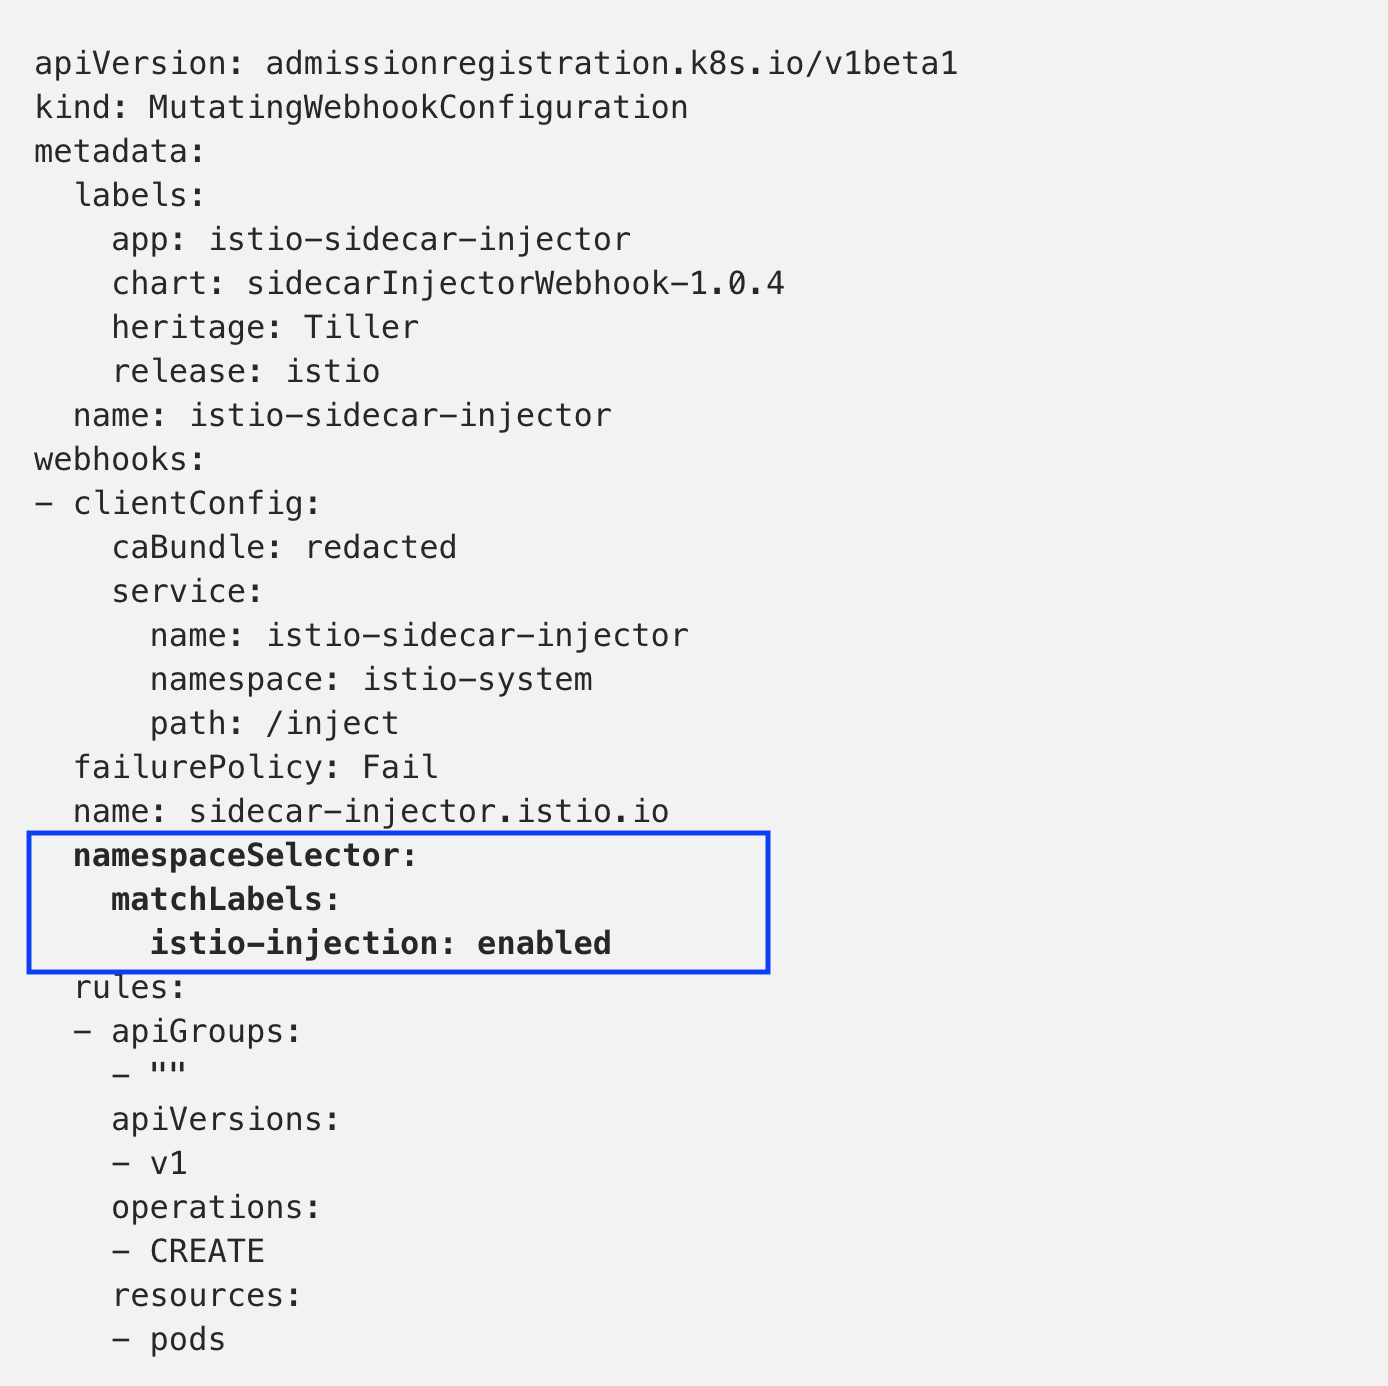 apiVersion: admissionregistration.k8s.io/v1beta1
kind: MutatingWebhookConfiguration
metadata:
  labels:
    app: istio-sidecar-injector
    chart: sidecarInjectorWebhook-1.0.4
    heritage: Tiller
    release: istio
  name: istio-sidecar-injector
webhooks:
- clientConfig:
    caBundle: redacted
    service:
      name: istio-sidecar-injector
      namespace: istio-system
      path: /inject
  failurePolicy: Fail
  name: sidecar-injector.istio.io
  namespaceSelector:
    matchLabels:
      istio-injection: enabled
  rules:
  - apiGroups:
    - ""
    apiVersions:
    - v1
    operations:
    - CREATE
    resources:
    - pods